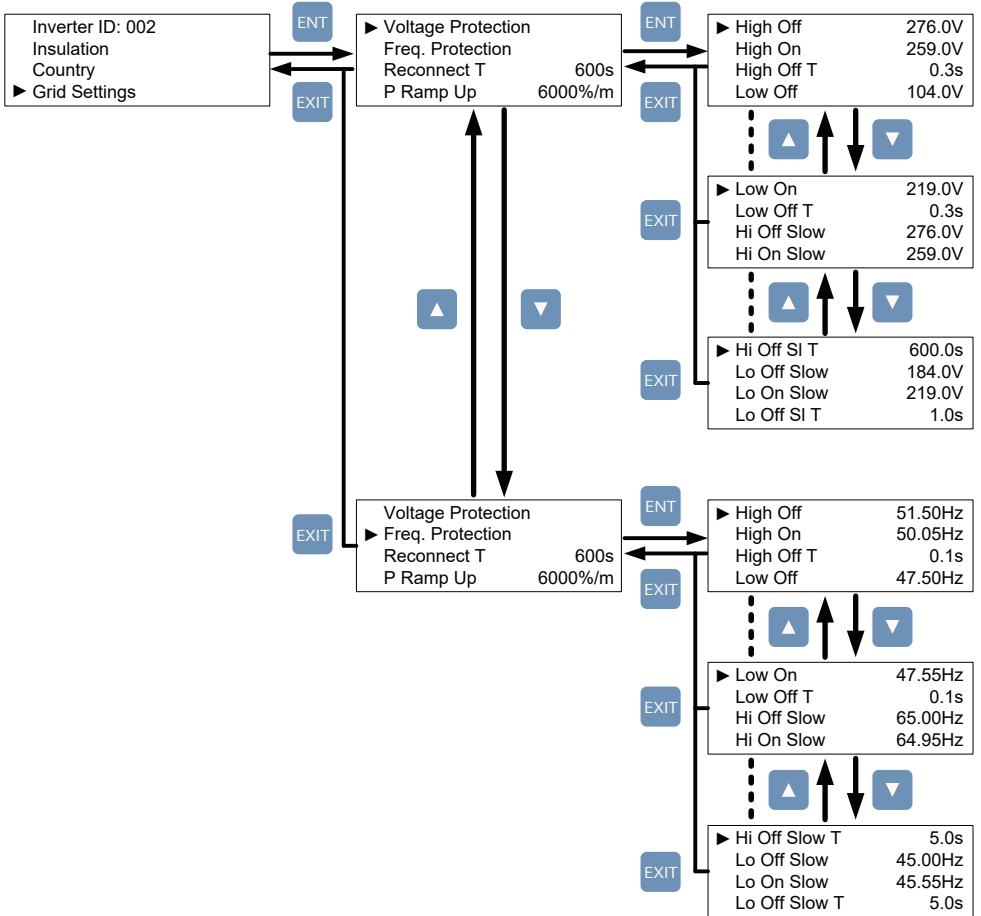 Inverter ID: 002
Insulation
Country
► Grid Settings
ENT
EXIT
► Voltage Protection
Freq. Protection
Reconnect T 600s
P Ramp Up 6000%/m
ENT
EXIT
► High Off 276.0V
High On 259.0V
High Off T 0.3s
Low Off 104.0V
▲ ▼
EXIT
► Low On 219.0V
Low Off T 0.3s
Hi Off Slow 276.0V
Hi On Slow 259.0V
▲ ▼
▲ ▼
EXIT
► Hi Off Sl T 600.0s
Lo Off Slow 184.0V
Lo On Slow 219.0V
Lo Off Sl T 1.0s
EXIT
Voltage Protection
► Freq. Protection
Reconnect T 600s
P Ramp Up 6000%/m
ENT
EXIT
► High Off 51.50Hz
High On 50.05Hz
High Off T 0.1s
Low Off 47.50Hz
▲ ▼
EXIT
► Low On 47.55Hz
Low Off T 0.1s
Hi Off Slow 65.00Hz
Hi On Slow 64.95Hz
▲ ▼
EXIT
► Hi Off Slow T 5.0s
Lo Off Slow 45.00Hz
Lo On Slow 45.55Hz
Lo Off Slow T 5.0s